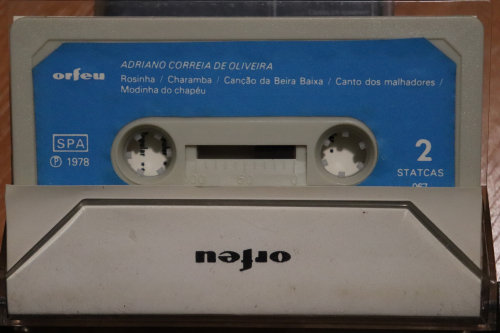 ADRIANO CORREIA DE OLIVEIRA
orfeu
Rosinha / Charamba / Canção da Beira Baixa / Canto dos malhadores /
Modinha do chapéu
SPA
℗ 1978
2
STATCAS
067
orfeu